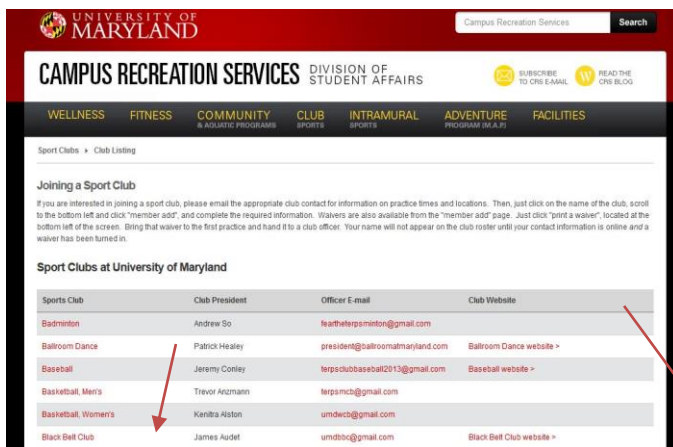 UNIVERSITY OF
MARYLAND
Campus Recreation Services
Search
CAMPUS RECREATION SERVICES
DIVISION OF
STUDENT AFFAIRS
SUBSCRIBE
TO CRS E-MAIL
READ THE
CRS BLOG
WELLNESS FITNESS COMMUNITY CLUB INTRAMURAL ADVENTURE FACILITIES
& AQUATIC PROGRAMS SPORTS SPORTS PROGRAM (M.A.P.)
Sport Clubs Club Listing
Joining a Sport Club
If you are interested in joining a sport club, please email the appropriate club contact for information on practice times and locations. Then, just click on the name of the club, scroll
to the bottom left and click "member add", and complete the required information. Waivers are also available from the "member add" page. Just click "print a waiver", located at the
bottom left of the screen. Bring that waiver to the first practice and hand it to a club officer. Your name will not appear on the club roster until your contact information is online and a
waiver has been turned in.
Sport Clubs at University of Maryland
Sports Club Club President Officer E-mail Club Website
Badminton Andrew So feartheterpsminton@gmail.com
Ballroom Dance Patrick Healey president@ballroomatmaryland.com Ballroom Dance website >
Baseball Jeremy Conley terpsclubbaseball2013@gmail.com Baseball website >
Basketball, Men's Trevor Anzmann terpsmcb@gmail.com
Basketball, Women's Kenitra Alston umdwcb@gmail.com
Black Belt Club James Audet umdbbc@gmail.com Black Belt Club website >